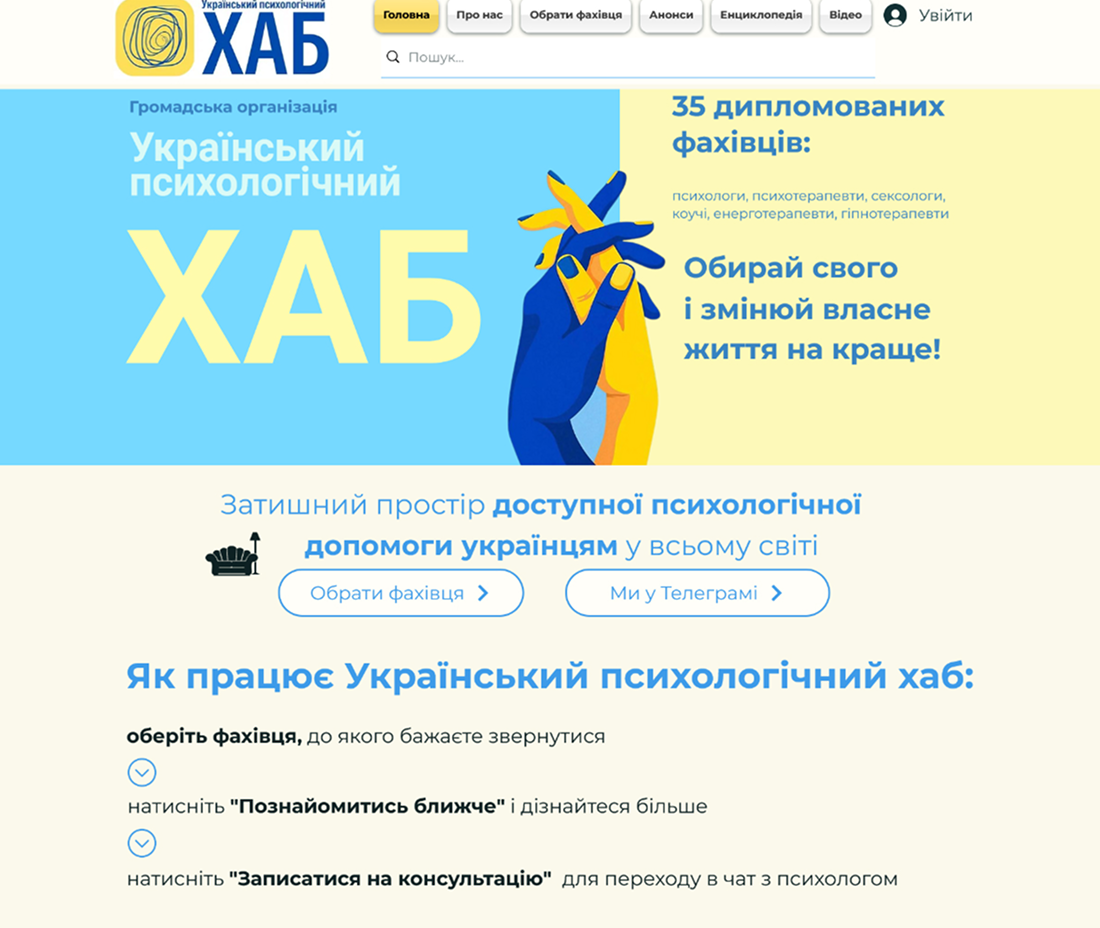 Український психологічний
ХАБ
Головна
Про нас
Обрати фахівця
Анонси
Енциклопедія
Відео
Увійти
Пошук...
Громадська організація
Український
психологічний
ХАБ
35 дипломованих
фахівців:
психологи, психотерапевти, сексологи,
коучі, енерготерапевти, гіпнотерапевти
Обирай свого
і змінюй власне
життя на краще!
Затишний простір доступної психологічної
допомоги українцям у всьому світі
Обрати фахівця
Ми у Телеграмі
Як працює Український психологічний хаб:
оберіть фахівця, до якого бажаєте звернутися
натисніть "Познайомитись ближче" і дізнайтеся більше
натисніть "Записатися на консультацію" для переходу в чат з психологом